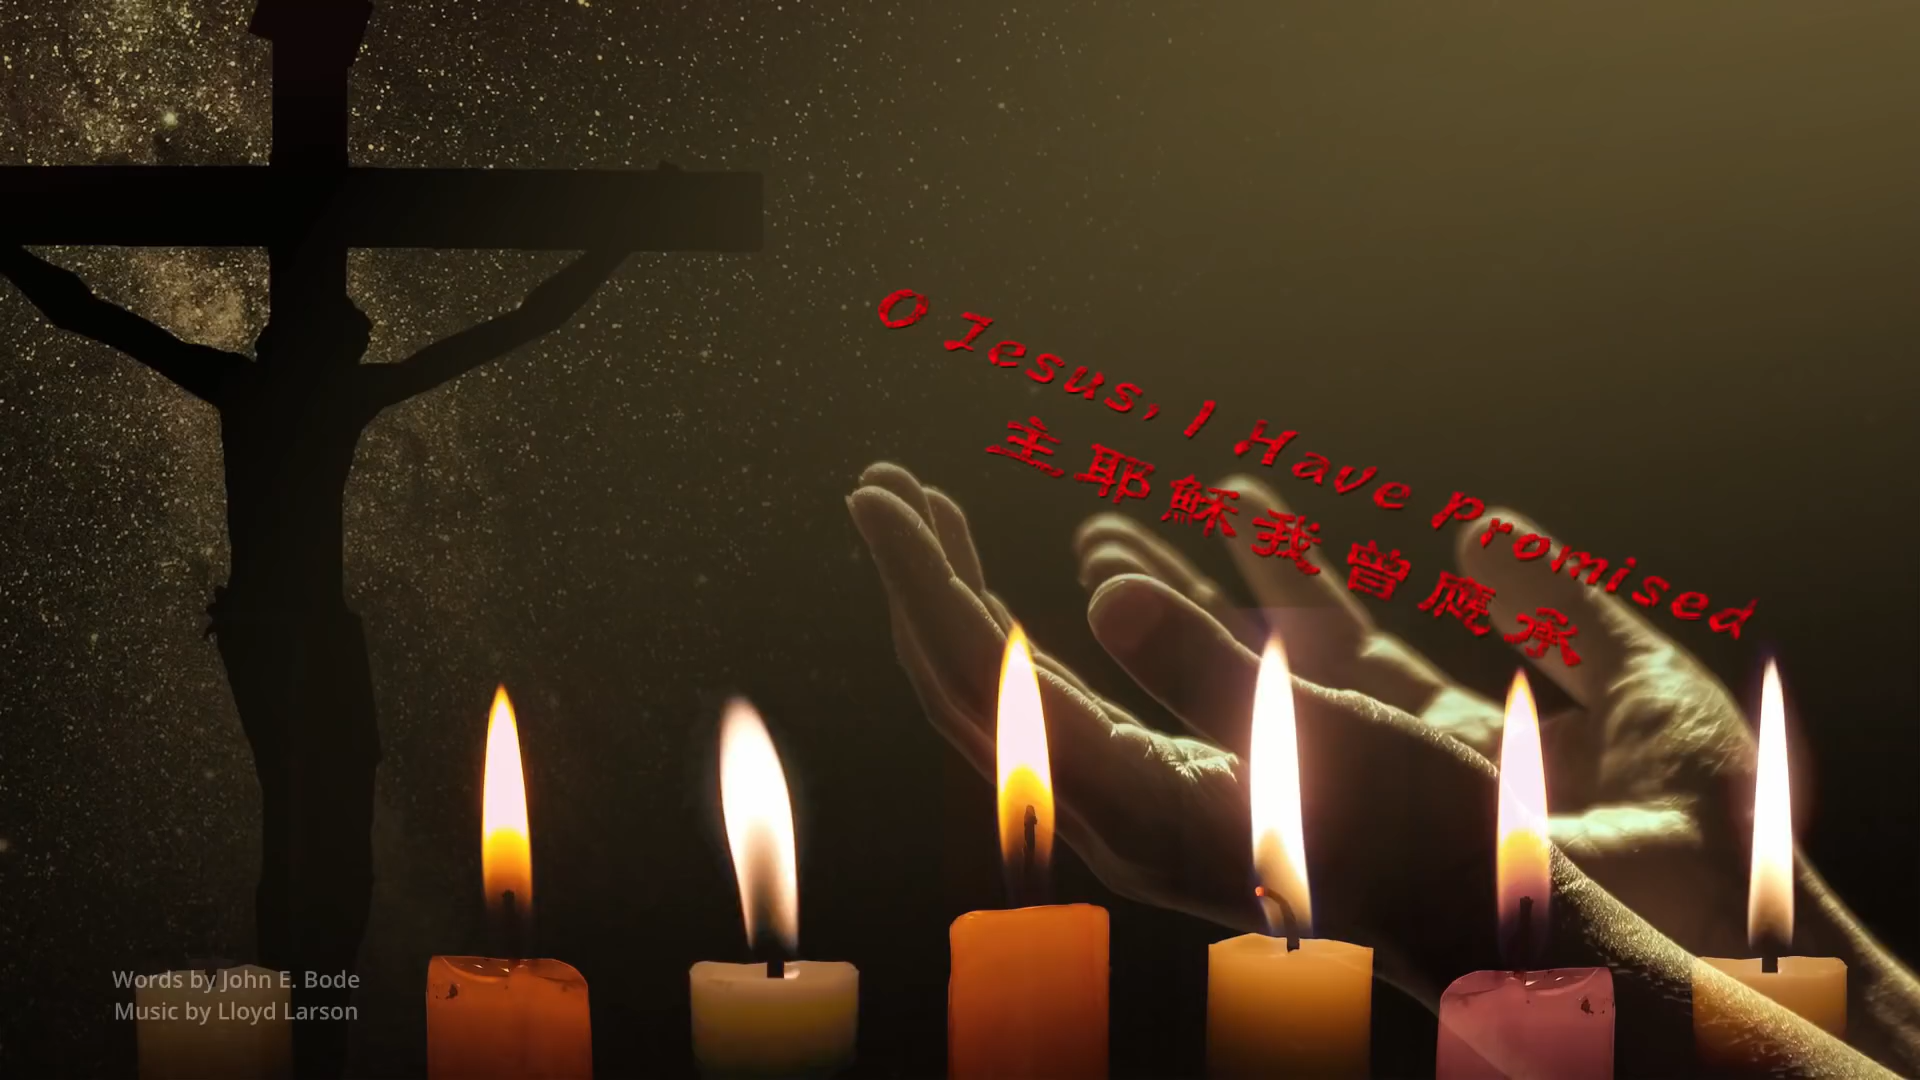 O Jesus, I Have Promised
主耶穌我曾應承
Words by John E. Bode
Music by Lloyd Larson